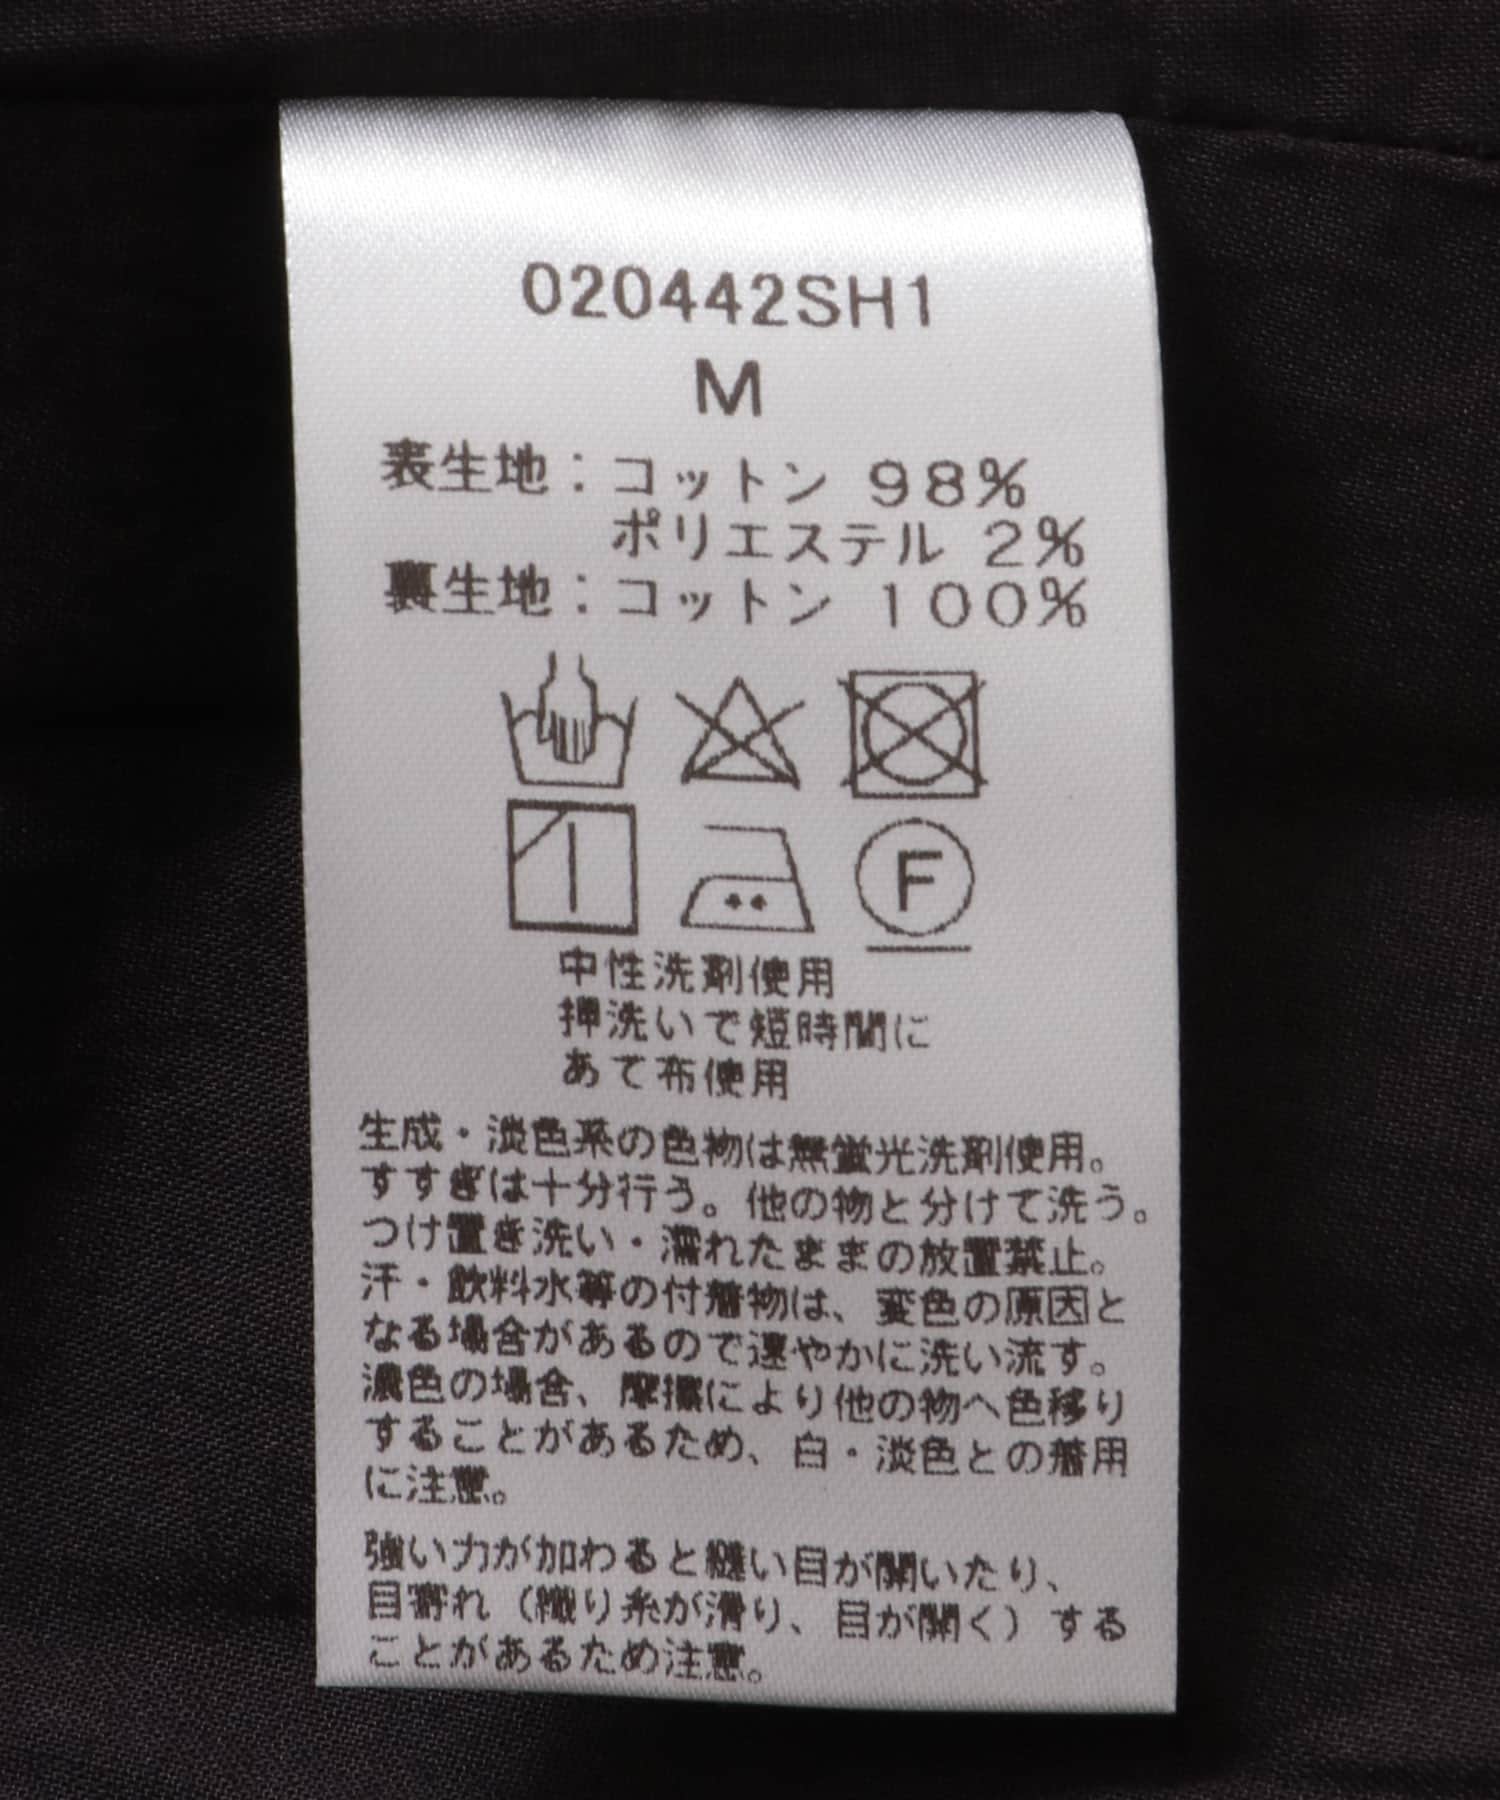 020442SH1
M
表生地：コットン 98%
ポリエステル 2%
裏生地：コットン 100%
F
中性洗剤使用
押洗いで短時間に
あて布使用
生成・淡色系の色物は無蛍光洗剤使用。
すすぎは十分行う。他の物と分けて洗う。
つけ置き洗い・濡れたままの放置禁止。
汗・飲料水等の付着物は、変色の原因と
なる場合があるので速やかに洗い流す。
濃色の場合、摩擦により他の物へ色移り
することがあるため、白・淡色との着用
に注意。
強い力が加わると縫い目が開いたり、
目寄れ（織り糸が滑り、目が開く）する
ことがあるため注意。